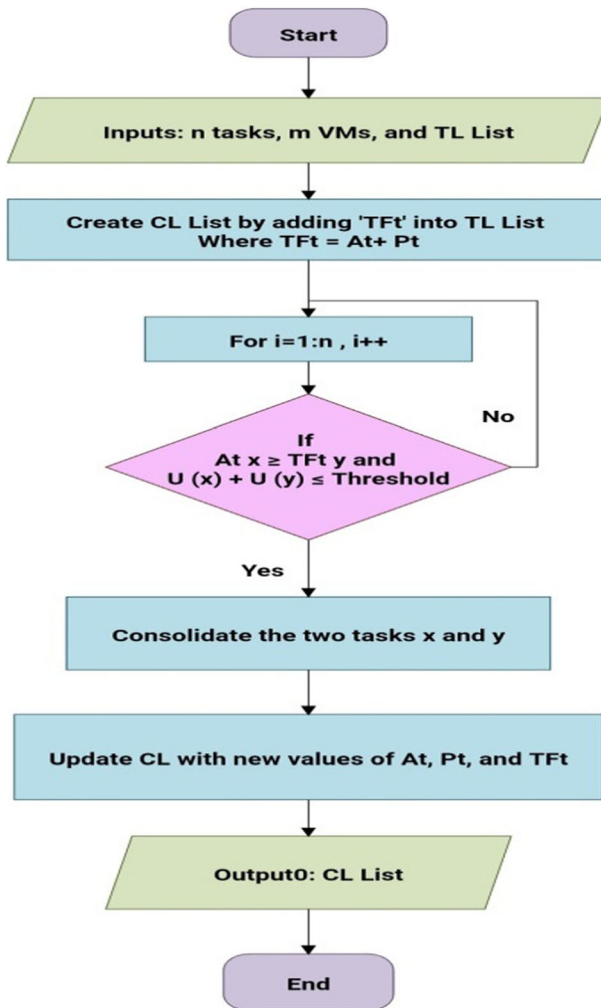 Start
Inputs: n tasks, m VMs, and TL List
Create CL List by adding 'TFt' into TL List
Where TFt = At+ Pt
For i=1:n , i++
If
At x ≥ TFt y and
U (x) + U (y) ≤ Threshold
No
Yes
Consolidate the two tasks x and y
Update CL with new values of At, Pt, and TFt
Output0: CL List
End